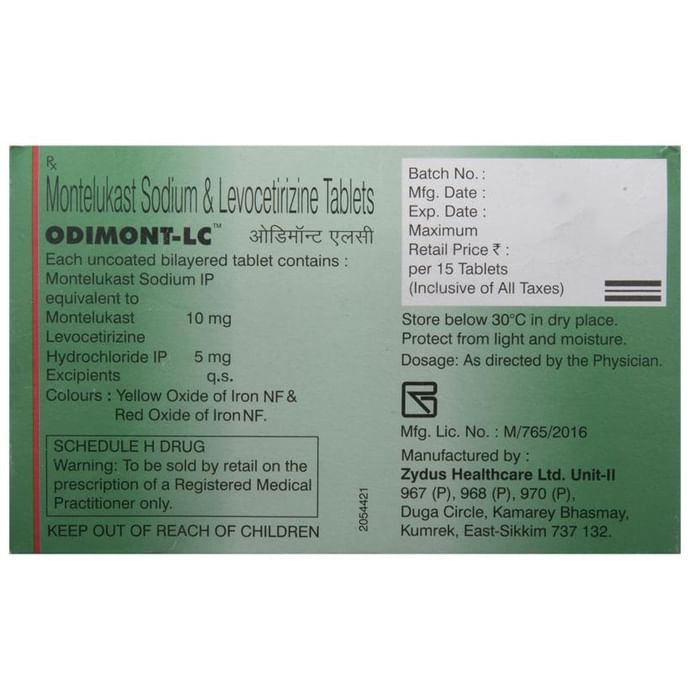 Rx
Montelukast Sodium & Levocetirizine Tablets
ODIMONT-LC™ ओडिमॉन्ट एलसी
Each uncoated bilayered tablet contains :
Montelukast Sodium IP
equivalent to
Montelukast 10 mg
Levocetirizine
Hydrochloride IP 5 mg
Excipients q.s.
Colours : Yellow Oxide of Iron NF &
Red Oxide of Iron NF.
SCHEDULE H DRUG
Warning: To be sold by retail on the
prescription of a Registered Medical
Practitioner only.
KEEP OUT OF REACH OF CHILDREN
2054421
Batch No. :
Mfg. Date :
Exp. Date :
Maximum
Retail Price ₹ :
per 15 Tablets
(Inclusive of All Taxes)
Store below 30°C in dry place.
Protect from light and moisture.
Dosage: As directed by the Physician.
Mfg. Lic. No. : M/765/2016
Manufactured by :
Zydus Healthcare Ltd. Unit-II
967 (P), 968 (P), 970 (P),
Duga Circle, Kamarey Bhasmay,
Kumrek, East-Sikkim 737 132.